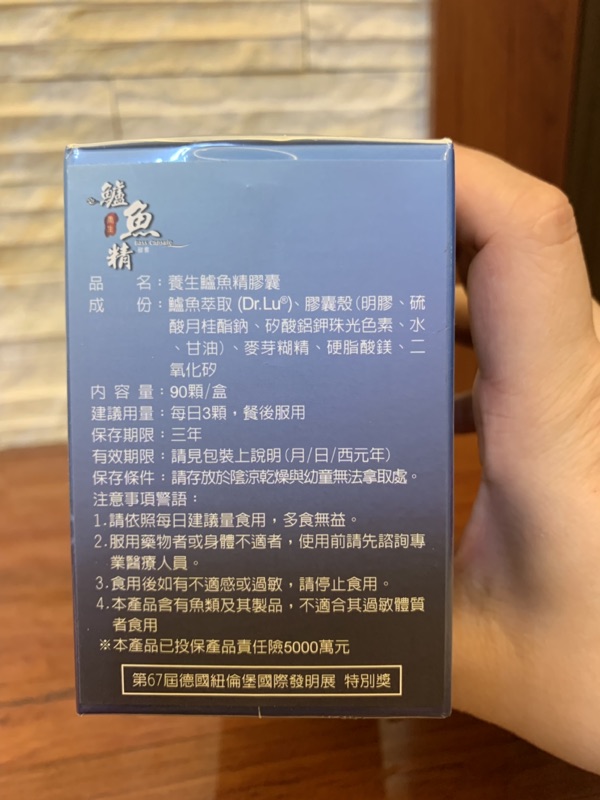 鱸魚精
養生
Bass Essence
膠囊
品　　名：養生鱸魚精膠囊
成　　份：鱸魚萃取 (Dr.Lu®)、膠囊殼(明膠、硫
酸月桂酯鈉、矽酸鋁鉀珠光色素、水
、甘油)、麥芽糊精、硬脂酸鎂、二
氧化矽
內 容 量：90顆/盒
建議用量：每日3顆，餐後服用
保存期限：三年
有效期限：請見包裝上說明(月/日/西元年)
保存條件：請存放於陰涼乾燥與幼童無法拿取處。
注意事項警語：
1.請依照每日建議量食用，多食無益。
2.服用藥物者或身體不適者，使用前請先諮詢專
業醫療人員。
3.食用後如有不適感或過敏，請停止食用。
4.本產品含有魚類及其製品，不適合其過敏體質
者食用
※本產品已投保產品責任險5000萬元
第67屆德國紐倫堡國際發明展 特別獎